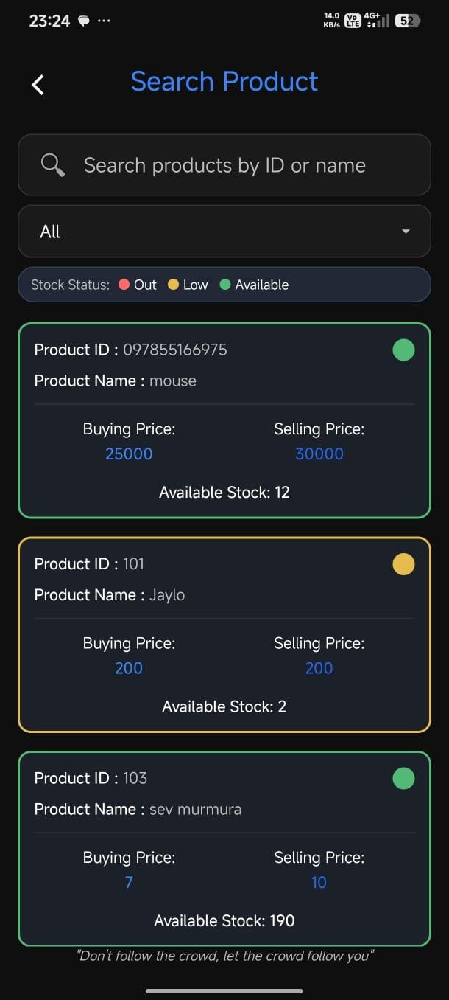 23:24 ... 14.0 KB/s Vo LTE 4G+ 52
Search Product
Search products by ID or name
All
Stock Status: Out Low Available
Product ID : 097855166975
Product Name : mouse
Buying Price: Selling Price:
25000 30000
Available Stock: 12
Product ID : 101
Product Name : Jaylo
Buying Price: Selling Price:
200 200
Available Stock: 2
Product ID : 103
Product Name : sev murmura
Buying Price: Selling Price:
7 10
Available Stock: 190
"Don't follow the crowd, let the crowd follow you"